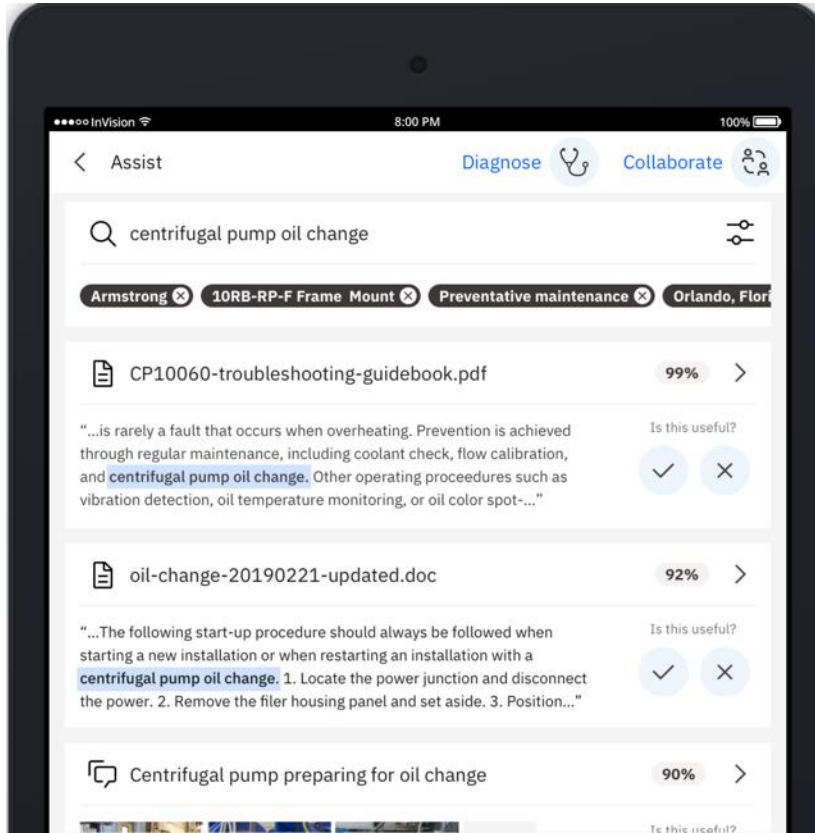 InVision 8:00 PM 100%
Assist Diagnose Collaborate
centrifugal pump oil change
Armstrong 10RB-RP-F Frame Mount Preventative maintenance Orlando, Flori
CP10060-troubleshooting-guidebook.pdf 99%
“...is rarely a fault that occurs when overheating. Prevention is achieved
through regular maintenance, including coolant check, flow calibration,
and centrifugal pump oil change. Other operating proceedures such as
vibration detection, oil temperature monitoring, or oil color spot-...”
Is this useful?
oil-change-20190221-updated.doc 92%
“...The following start-up procedure should always be followed when
starting a new installation or when restarting an installation with a
centrifugal pump oil change. 1. Locate the power junction and disconnect
the power. 2. Remove the filer housing panel and set aside. 3. Position...”
Is this useful?
Centrifugal pump preparing for oil change 90%
Is this useful?